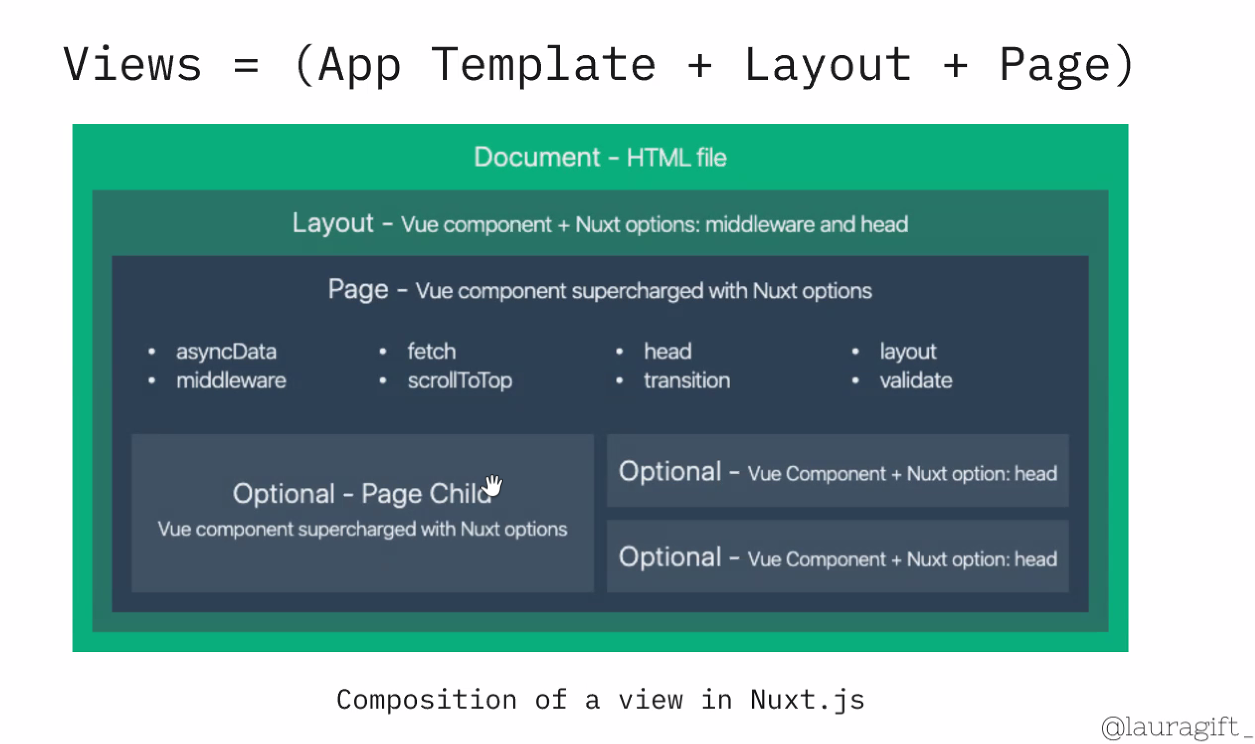 Views = (App Template + Layout + Page)
Document - HTML file
Layout - Vue component + Nuxt options: middleware and head
Page - Vue component supercharged with Nuxt options
• asyncData • fetch • head • layout
• middleware • scrollToTop • transition • validate
Optional - Page Child
Vue component supercharged with Nuxt options
Optional - Vue Component + Nuxt option: head
Optional - Vue Component + Nuxt option: head
Composition of a view in Nuxt.js
@lauragift_